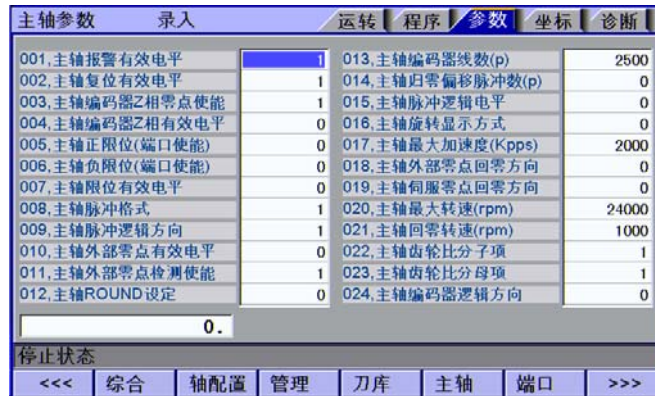 主轴参数 录入 运转 程序 参数 坐标 诊断
001,主轴报警有效电平 1
002,主轴复位有效电平 1
003,主轴编码器Z相零点使能 1
004,主轴编码器Z相有效电平 0
005,主轴正限位(端口使能) 0
006,主轴负限位(端口使能) 0
007,主轴限位有效电平 0
008,主轴脉冲格式 1
009,主轴脉冲逻辑方向 1
010,主轴外部零点有效电平 0
011,主轴外部零点检测使能 1
012,主轴ROUND设定 0
013,主轴编码器线数(p) 2500
014,主轴归零偏移脉冲数(p) 0
015,主轴脉冲逻辑电平 0
016,主轴旋转显示方式 0
017,主轴最大加速度(Kpps) 2000
018,主轴外部零点回零方向 0
019,主轴伺服零点回零方向 0
020,主轴最大转速(rpm) 24000
021,主轴回零转速(rpm) 1000
022,主轴齿轮比分子项 1
023,主轴齿轮比分母项 1
024,主轴编码器逻辑方向 0
0.
停止状态
<<< 综合 轴配置 管理 刀库 主轴 端口 >>>